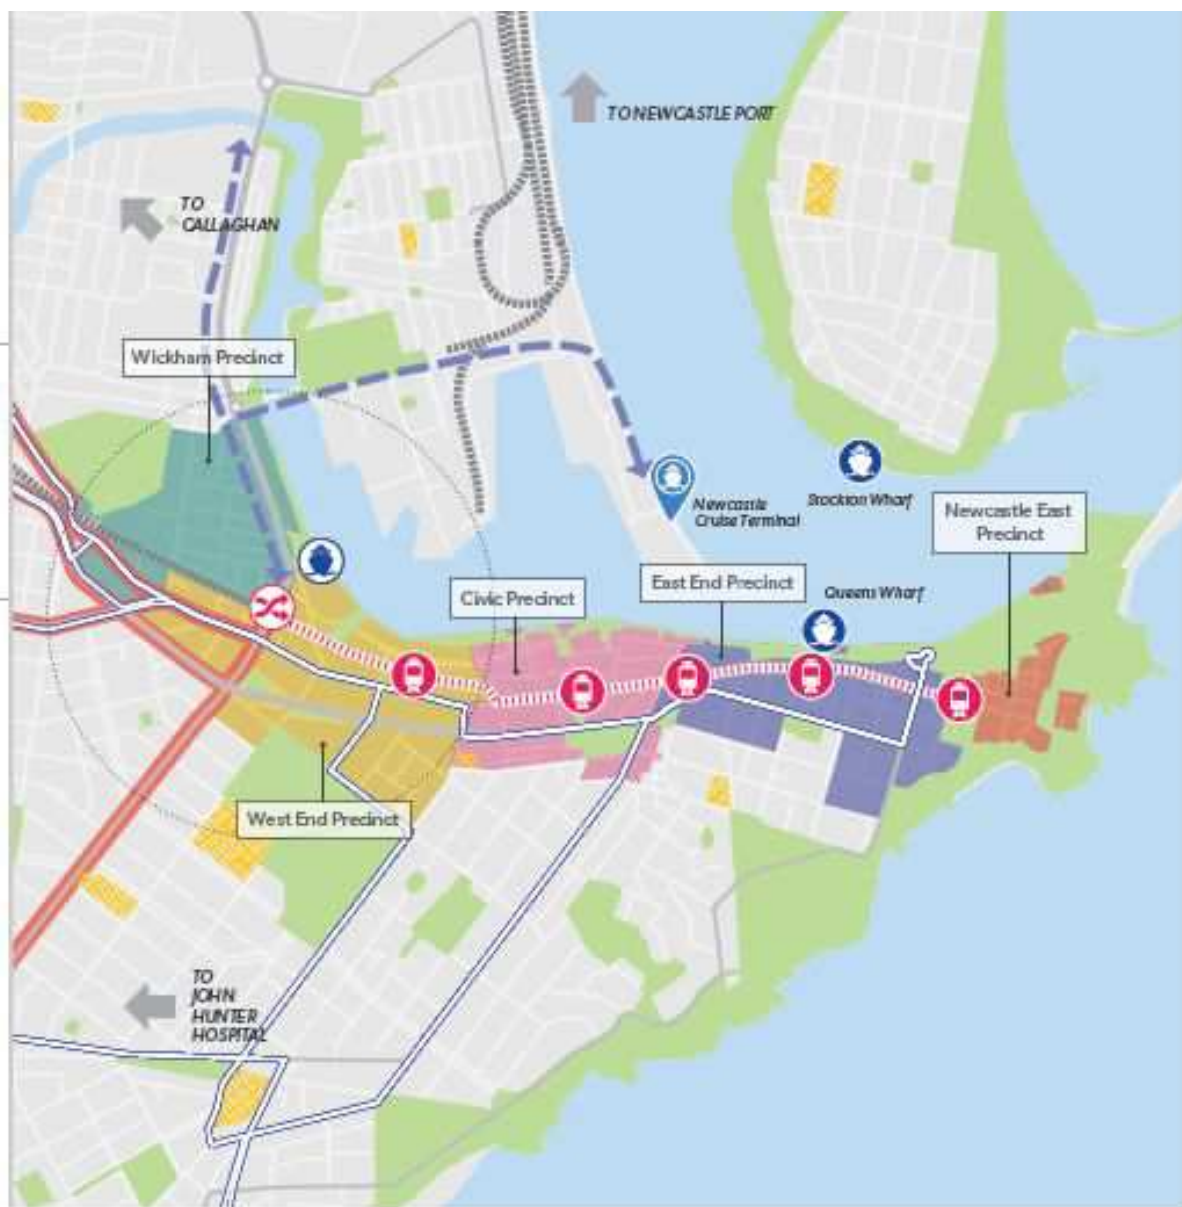 TO NEWCASTLE PORT
TO
CALLAGHAN
Wickham Precinct
Newcastle
Cruise Terminal
Stockton Wharf
Newcastle East
Precinct
East End Precinct
Civic Precinct
Queens Wharf
West End Precinct
TO
JOHN
HUNTER
HOSPITAL